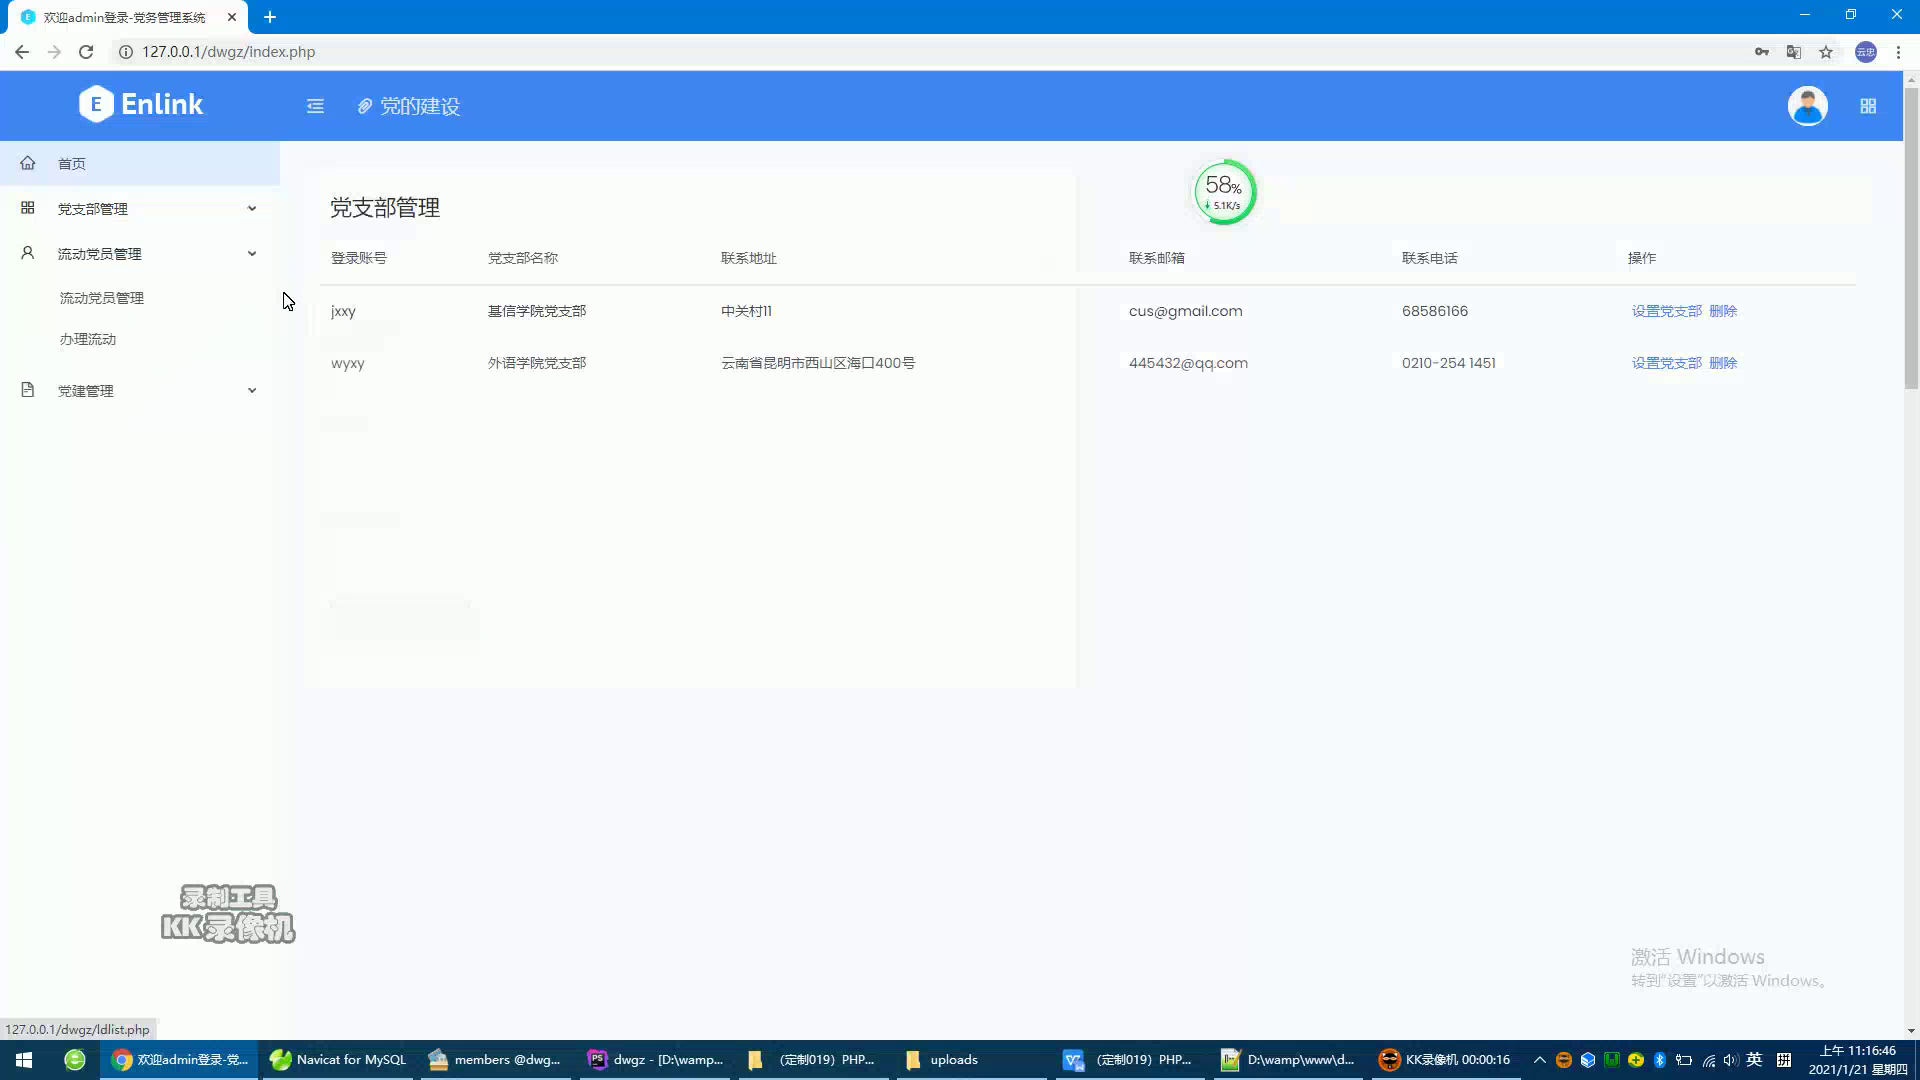 欢迎admin登录-党务管理系统
127.0.0.1/dwgz/index.php
云忠
E Enlink
党的建设
首页
党支部管理
流动党员管理
流动党员管理
办理流动
党建管理
党支部管理
58%
5.1K/s
登录账号 党支部名称 联系地址 联系邮箱 联系电话 操作
jxxy 基信学院党支部 中关村11 cus@gmail.com 68586166 设置党支部 删除
wyxy 外语学院党支部 云南省昆明市西山区海口400号 445432@qq.com 0210-254 1451 设置党支部 删除
录制工具
KK录像机
激活 Windows
转到“设置”以激活 Windows。
127.0.0.1/dwgz/ldlist.php
欢迎admin登录-党... Navicat for MySQL members @dwg... dwgz - [D:\wamp... (定制019) PHP... uploads (定制019) PHP... D:\wamp\www\d... KK录像机 00:00:16 英 拼
上午 11:16:46
2021/1/21 星期四